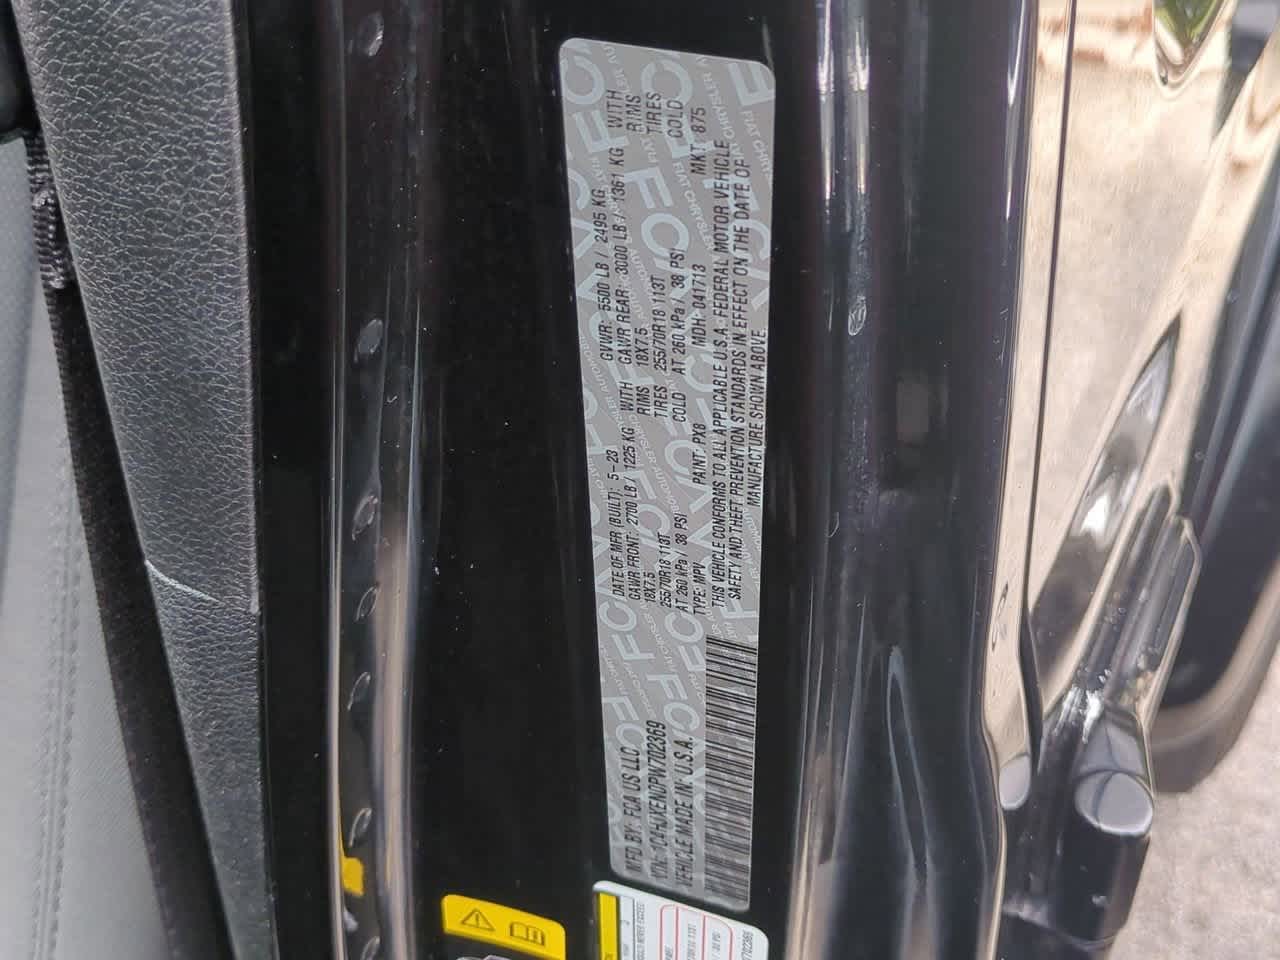 MFD BY: FCA US LLC
DATE OF MFR (BUILT): 5-23
GVWR: 5500 LB / 2495 KG
GAWR FRONT: 2700 LB / 1225 KG WITH
GAWR REAR: 3000 LB / 1361 KG WITH
18X7.5 RIMS
18X7.5 RIMS
255/70R18 113T TIRES
255/70R18 113T TIRES
AT 260 kPa / 38 PSI COLD
AT 260 kPa / 38 PSI COLD
VIN: 1C4HJXEN0PW702369
TYPE: MPV
PAINT: PX8
MDH: 041713
MKT: 875
VEHICLE MADE IN U.S.A.
THIS VEHICLE CONFORMS TO ALL APPLICABLE U.S.A. FEDERAL MOTOR VEHICLE
SAFETY AND THEFT PREVENTION STANDARDS IN EFFECT ON THE DATE OF
MANUFACTURE SHOWN ABOVE.